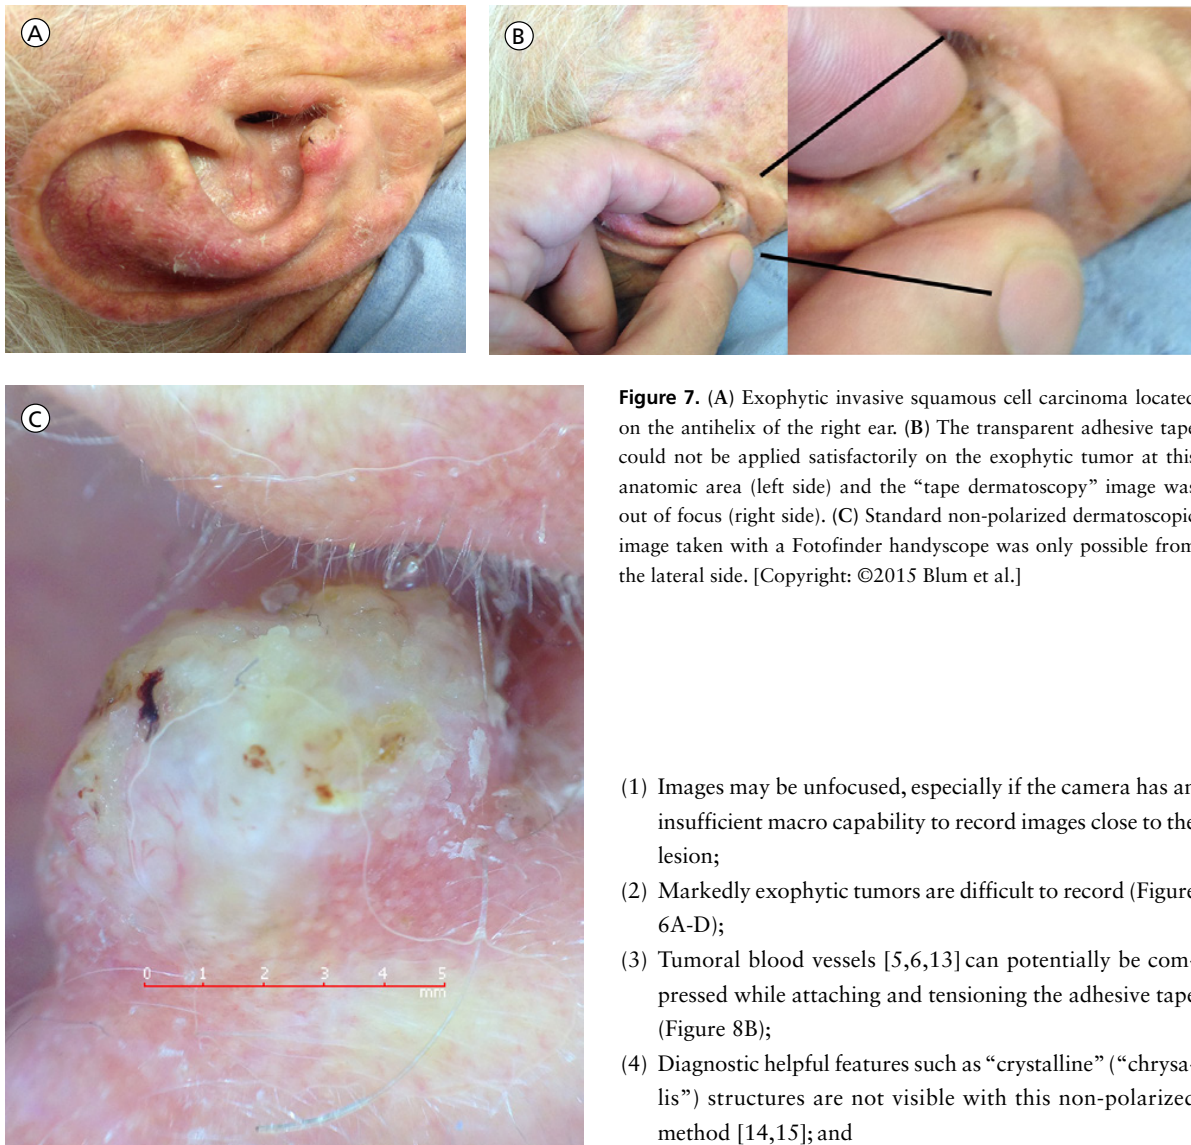 A
B
C
0 1 2 3 4 5
mm
Figure 7. (A) Exophytic invasive squamous cell carcinoma located
on the antihelix of the right ear. (B) The transparent adhesive tape
could not be applied satisfactorily on the exophytic tumor at this
anatomic area (left side) and the “tape dermatoscopy” image was
out of focus (right side). (C) Standard non-polarized dermatoscopic
image taken with a Fotofinder handyscope was only possible from
the lateral side. [Copyright: ©2015 Blum et al.]
(1) Images may be unfocused, especially if the camera has an
insufficient macro capability to record images close to the
lesion;
(2) Markedly exophytic tumors are difficult to record (Figure
6A-D);
(3) Tumoral blood vessels [5,6,13] can potentially be com-
pressed while attaching and tensioning the adhesive tape
(Figure 8B);
(4) Diagnostic helpful features such as “crystalline” (“chrysa-
lis”) structures are not visible with this non-polarized
method [14,15]; and